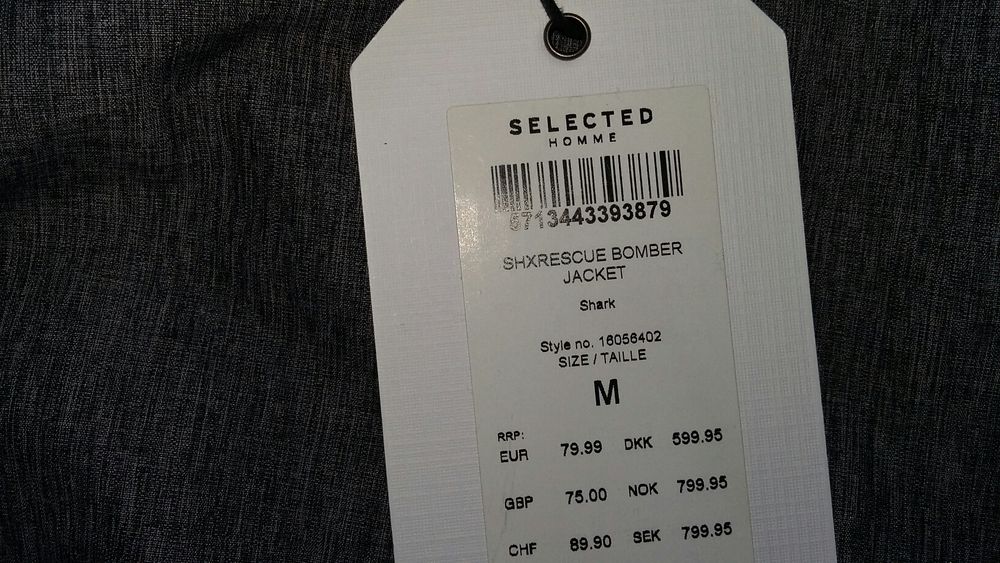 SELECTED
HOMME
5713443393879
SHXRESCUE BOMBER
JACKET
Shark
Style no. 16056402
SIZE / TAILLE
M
RRP:
EUR 79.99 DKK 599.95
GBP 75.00 NOK 799.95
CHF 89.90 SEK 799.95